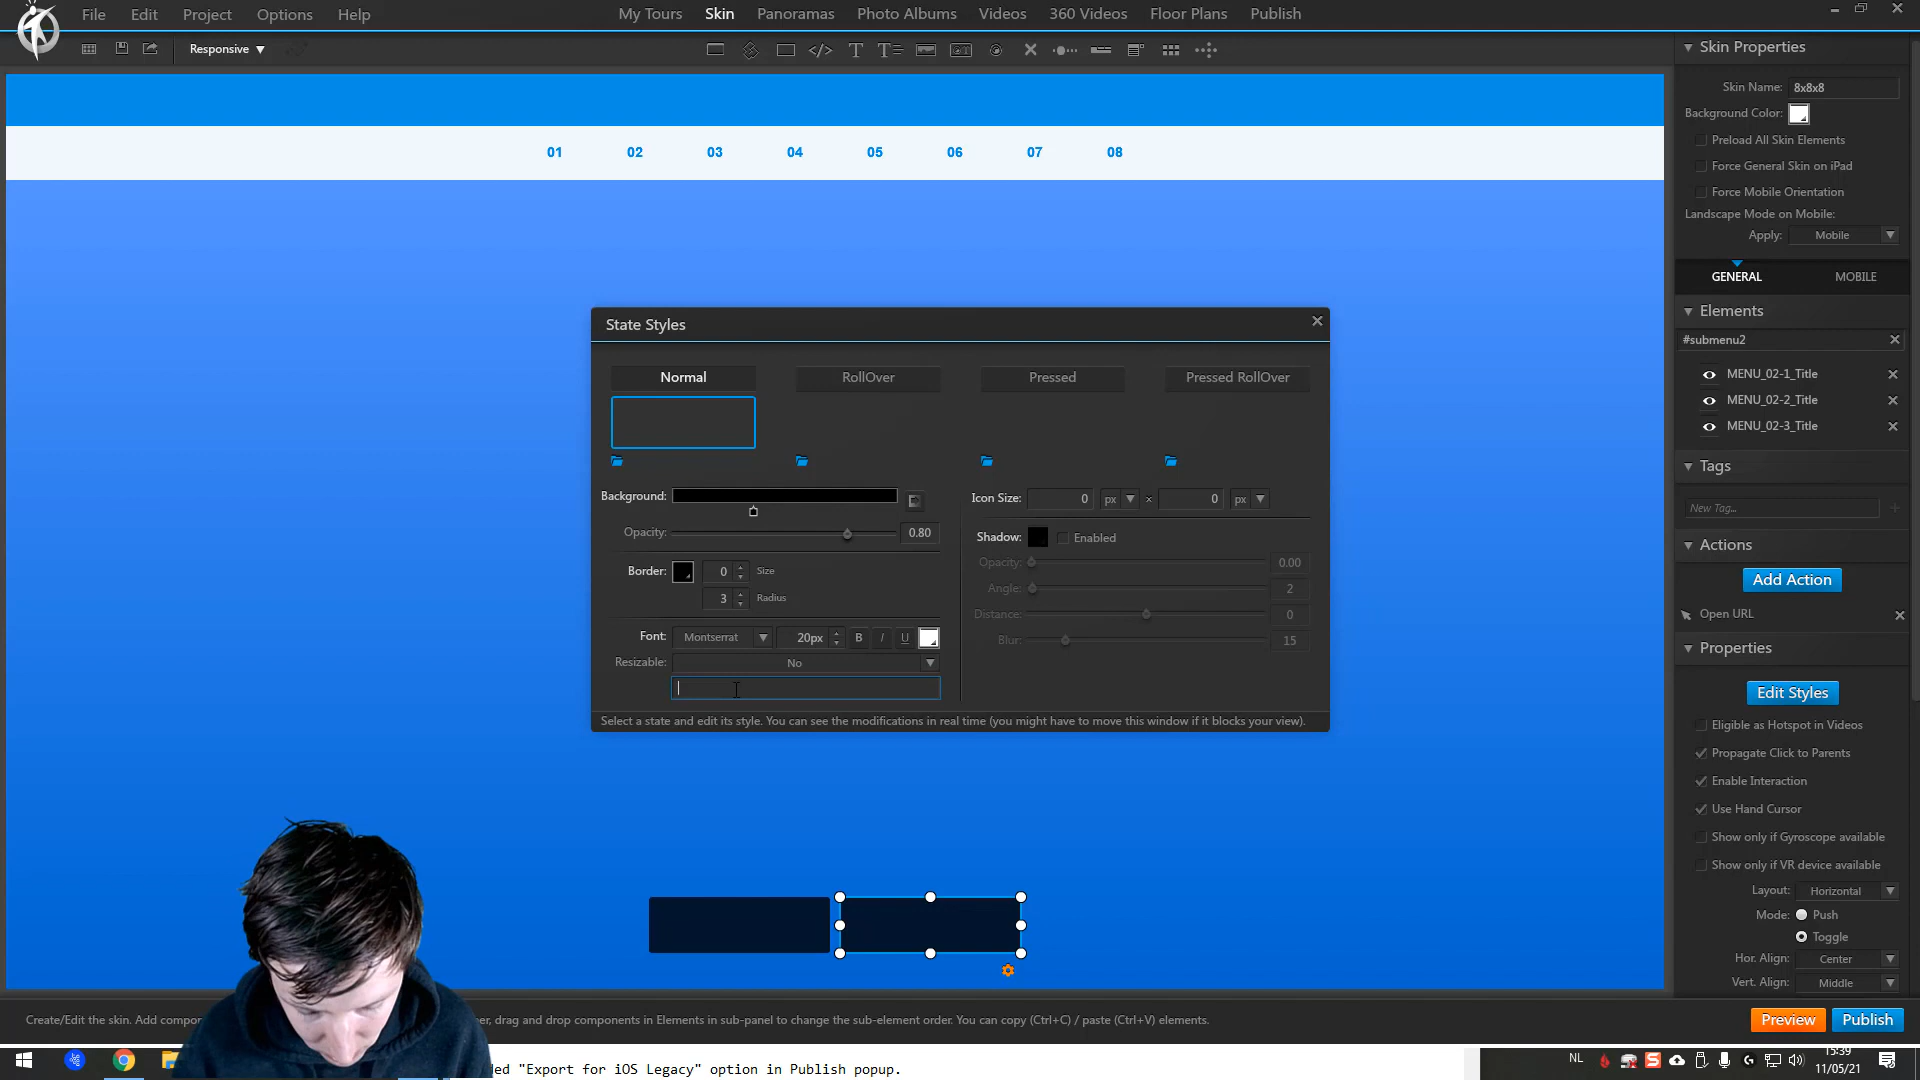 File Edit Project Options Help
My Tours Skin Panoramas Photo Albums Videos 360 Videos Floor Plans Publish
Responsive
Skin Properties
Skin Name: 8x8x8
Background Color:
Preload All Skin Elements
Force General Skin on iPad
Force Mobile Orientation
Landscape Mode on Mobile:
Apply: Mobile
GENERAL MOBILE
Elements
#submenu2
MENU_02-1_Title
MENU_02-2_Title
MENU_02-3_Title
Tags
New Tag...
Actions
Add Action
Open URL
Properties
Edit Styles
Eligible as Hotspot in Videos
Propagate Click to Parents
Enable Interaction
Use Hand Cursor
Show only if Gyroscope available
Show only if VR device available
Layout: Horizontal
Mode: Push
Toggle
Hor. Align: Center
Vert. Align: Middle
01 02 03 04 05 06 07 08
State Styles
Normal RollOver Pressed Pressed RollOver
Background:
Opacity: 0.80
Border: 0 Size
3 Radius
Font: Montserrat 20px B I U
Resizable: No
Icon Size: 0 px × 0 px
Shadow: Enabled
Opacity: 0.00
Angle: 2
Distance: 0
Blur: 15
Select a state and edit its style. You can see the modifications in real time (you might have to move this window if it blocks your view).
Create/Edit the skin. Add compo
er, drag and drop components in Elements in sub-panel to change the sub-element order. You can copy (Ctrl+C) / paste (Ctrl+V) elements.
Preview Publish
ded "Export for iOS Legacy" option in Publish popup.
NL
15:39
11/05/21